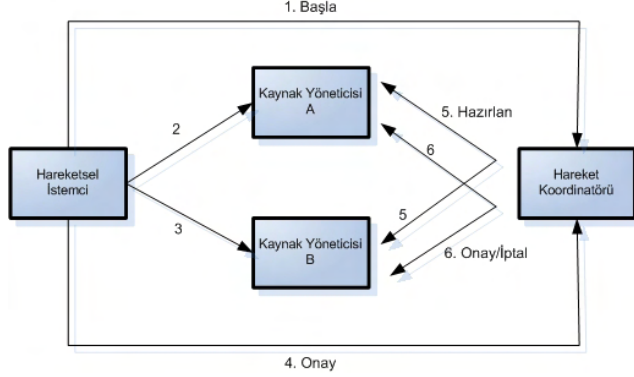 1. Başla
Kaynak Yöneticisi
A
2
5. Hazırlan
6
Hareketsel
İstemci
Hareket
Koordinatörü
3
5
Kaynak Yöneticisi
B
6. Onay/İptal
4. Onay